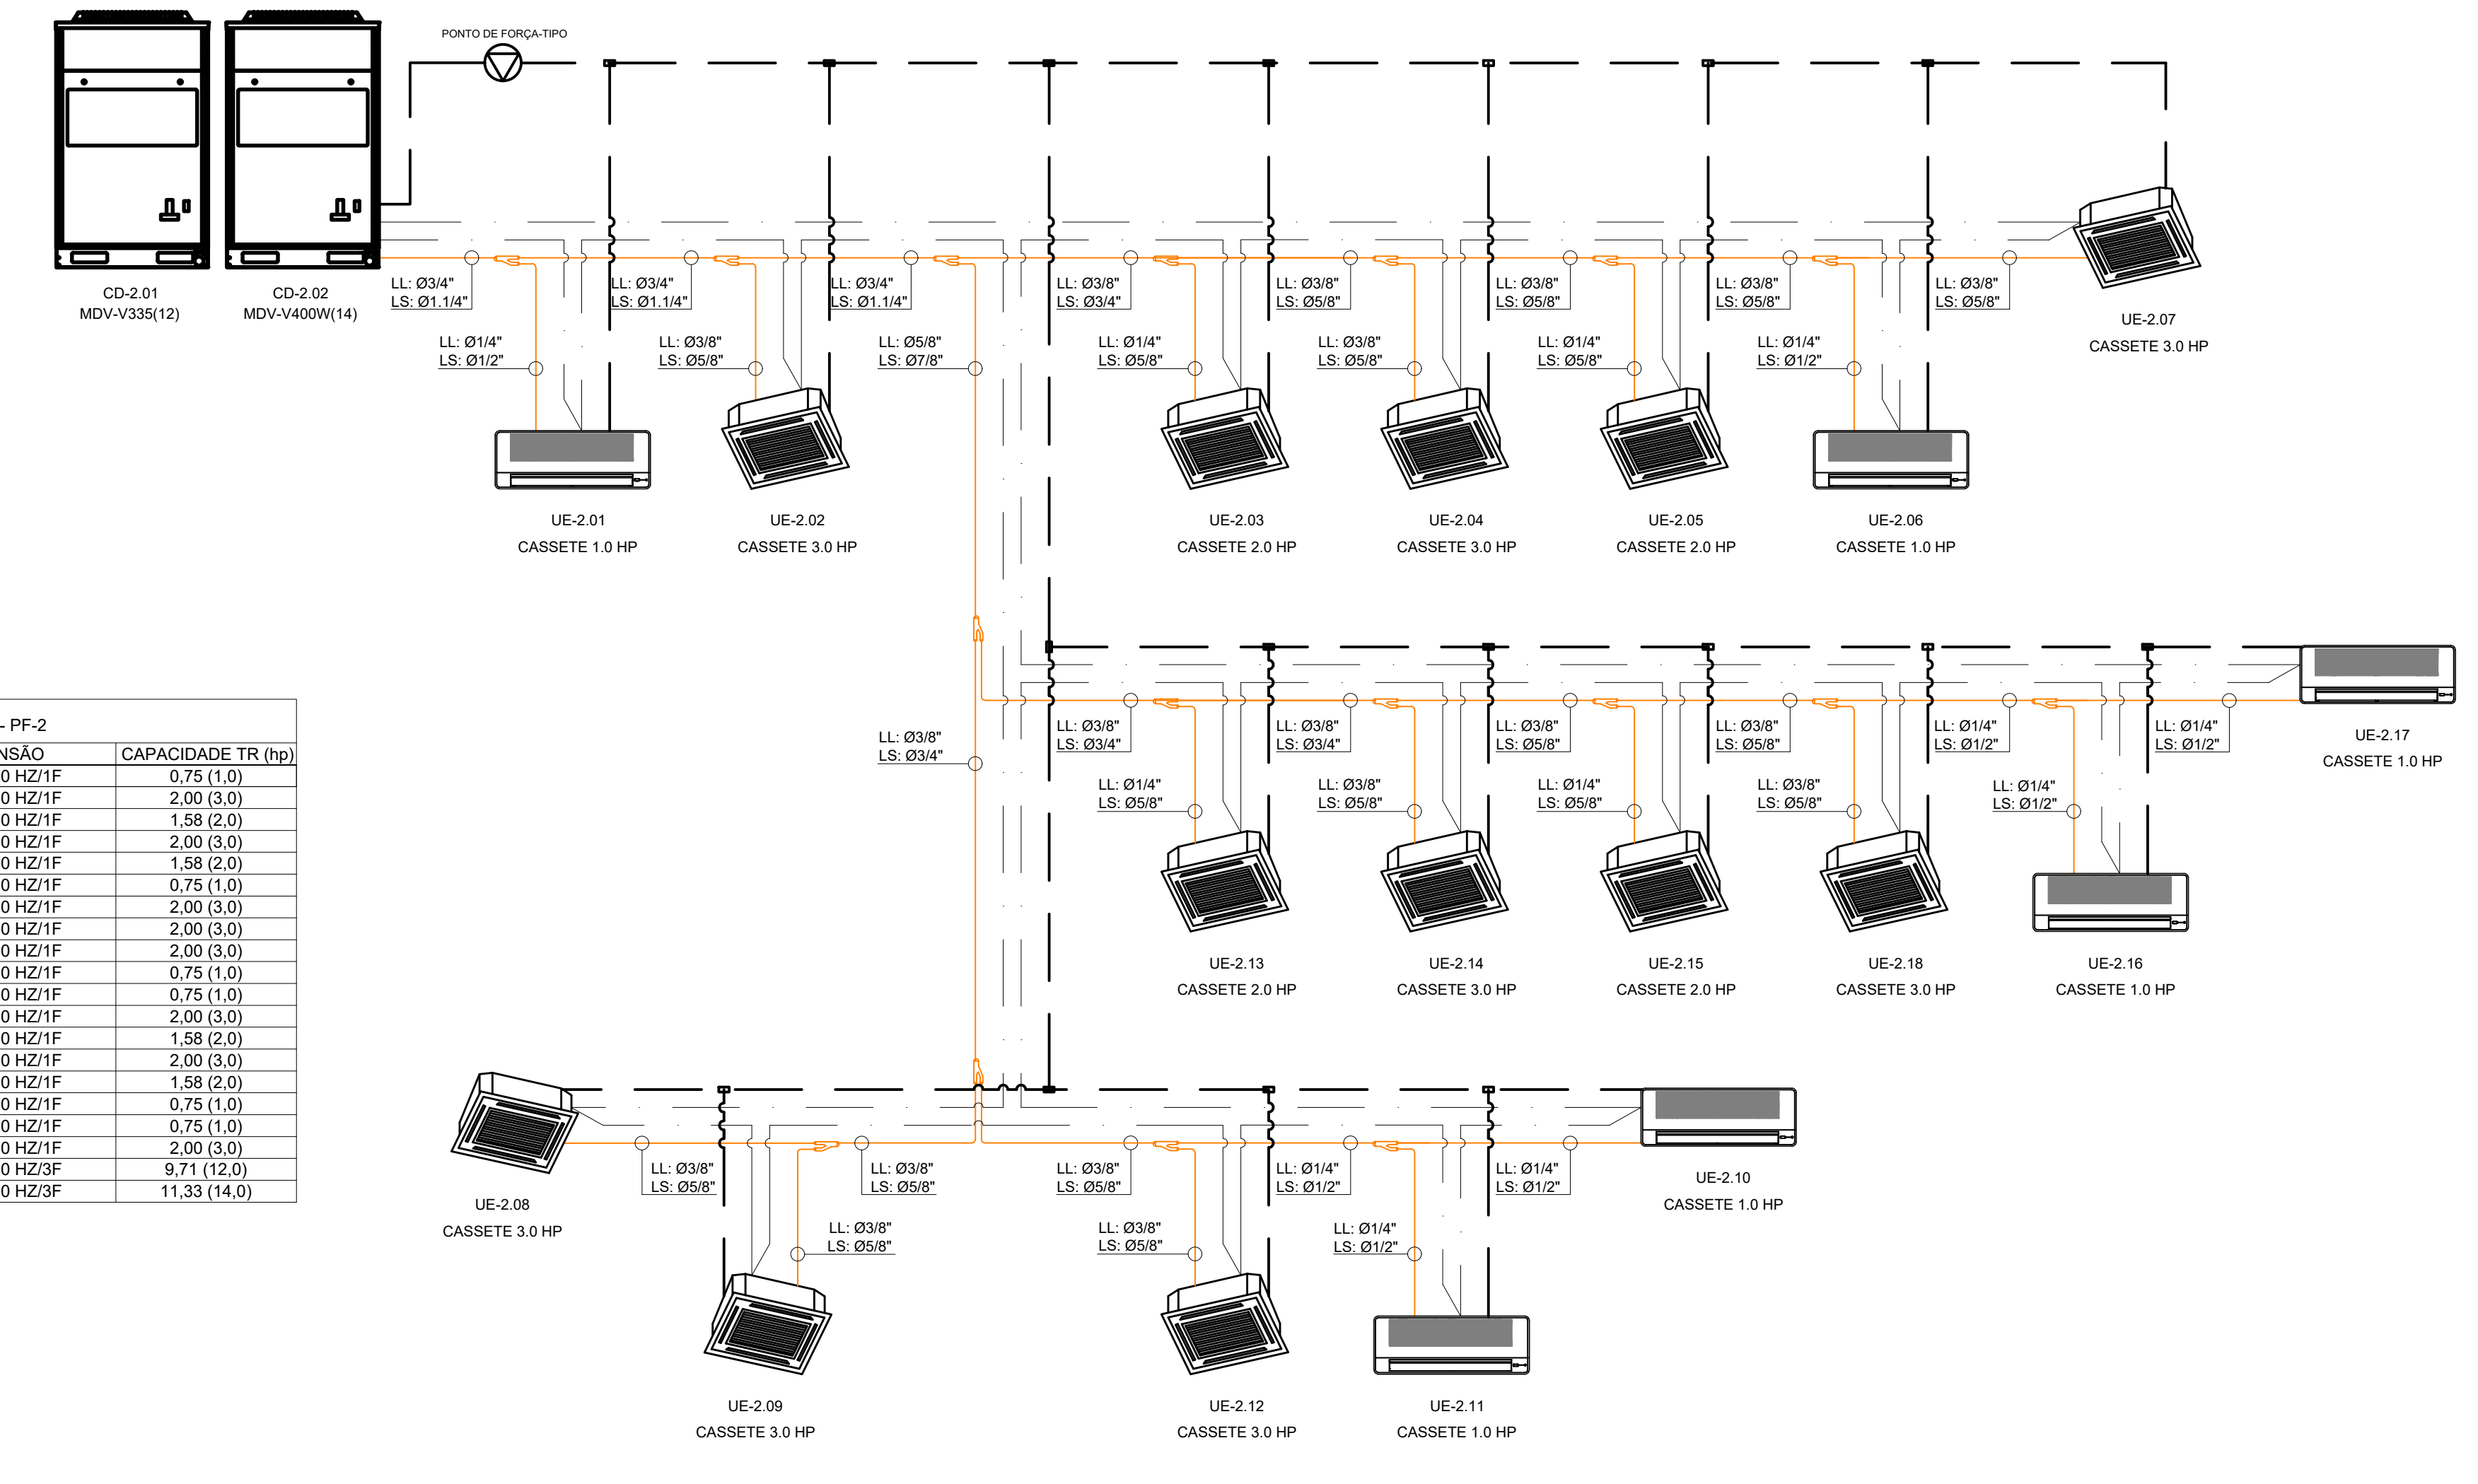 PONTO DE FORÇA-TIPO
CD-2.01
MDV-V335(12)
CD-2.02
MDV-V400W(14)
LL: Ø3/4"
LS: Ø1.1/4"
LL: Ø3/4"
LS: Ø1.1/4"
LL: Ø3/4"
LS: Ø1.1/4"
LL: Ø3/8"
LS: Ø3/4"
LL: Ø3/8"
LS: Ø5/8"
LL: Ø3/8"
LS: Ø5/8"
LL: Ø3/8"
LS: Ø5/8"
LL: Ø3/8"
LS: Ø5/8"
UE-2.07
CASSETE 3.0 HP
LL: Ø1/4"
LS: Ø1/2"
LL: Ø3/8"
LS: Ø5/8"
LL: Ø5/8"
LS: Ø7/8"
LL: Ø1/4"
LS: Ø5/8"
LL: Ø3/8"
LS: Ø5/8"
LL: Ø1/4"
LS: Ø5/8"
LL: Ø1/4"
LS: Ø1/2"
UE-2.01
CASSETE 1.0 HP
UE-2.02
CASSETE 3.0 HP
UE-2.03
CASSETE 2.0 HP
UE-2.04
CASSETE 3.0 HP
UE-2.05
CASSETE 2.0 HP
UE-2.06
CASSETE 1.0 HP
LL: Ø3/8"
LS: Ø3/4"
LL: Ø3/8"
LS: Ø3/4"
LL: Ø3/8"
LS: Ø3/4"
LL: Ø3/8"
LS: Ø5/8"
LL: Ø3/8"
LS: Ø5/8"
LL: Ø1/4"
LS: Ø1/2"
LL: Ø1/4"
LS: Ø1/2"
UE-2.17
CASSETE 1.0 HP
LL: Ø1/4"
LS: Ø5/8"
LL: Ø3/8"
LS: Ø5/8"
LL: Ø1/4"
LS: Ø5/8"
LL: Ø3/8"
LS: Ø5/8"
LL: Ø1/4"
LS: Ø1/2"
UE-2.13
CASSETE 2.0 HP
UE-2.14
CASSETE 3.0 HP
UE-2.15
CASSETE 2.0 HP
UE-2.18
CASSETE 3.0 HP
UE-2.16
CASSETE 1.0 HP
- PF-2
NSÃO CAPACIDADE TR (hp)
0 HZ/1F 0,75 (1,0)
0 HZ/1F 2,00 (3,0)
0 HZ/1F 1,58 (2,0)
0 HZ/1F 2,00 (3,0)
0 HZ/1F 1,58 (2,0)
0 HZ/1F 0,75 (1,0)
0 HZ/1F 2,00 (3,0)
0 HZ/1F 2,00 (3,0)
0 HZ/1F 2,00 (3,0)
0 HZ/1F 0,75 (1,0)
0 HZ/1F 0,75 (1,0)
0 HZ/1F 2,00 (3,0)
0 HZ/1F 1,58 (2,0)
0 HZ/1F 2,00 (3,0)
0 HZ/1F 1,58 (2,0)
0 HZ/1F 0,75 (1,0)
0 HZ/1F 0,75 (1,0)
0 HZ/1F 2,00 (3,0)
0 HZ/3F 9,71 (12,0)
0 HZ/3F 11,33 (14,0)
UE-2.08
CASSETE 3.0 HP
LL: Ø3/8"
LS: Ø5/8"
LL: Ø3/8"
LS: Ø5/8"
LL: Ø3/8"
LS: Ø5/8"
LL: Ø1/4"
LS: Ø1/2"
LL: Ø1/4"
LS: Ø1/2"
UE-2.10
CASSETE 1.0 HP
LL: Ø3/8"
LS: Ø5/8"
LL: Ø3/8"
LS: Ø5/8"
LL: Ø1/4"
LS: Ø1/2"
UE-2.09
CASSETE 3.0 HP
UE-2.12
CASSETE 3.0 HP
UE-2.11
CASSETE 1.0 HP